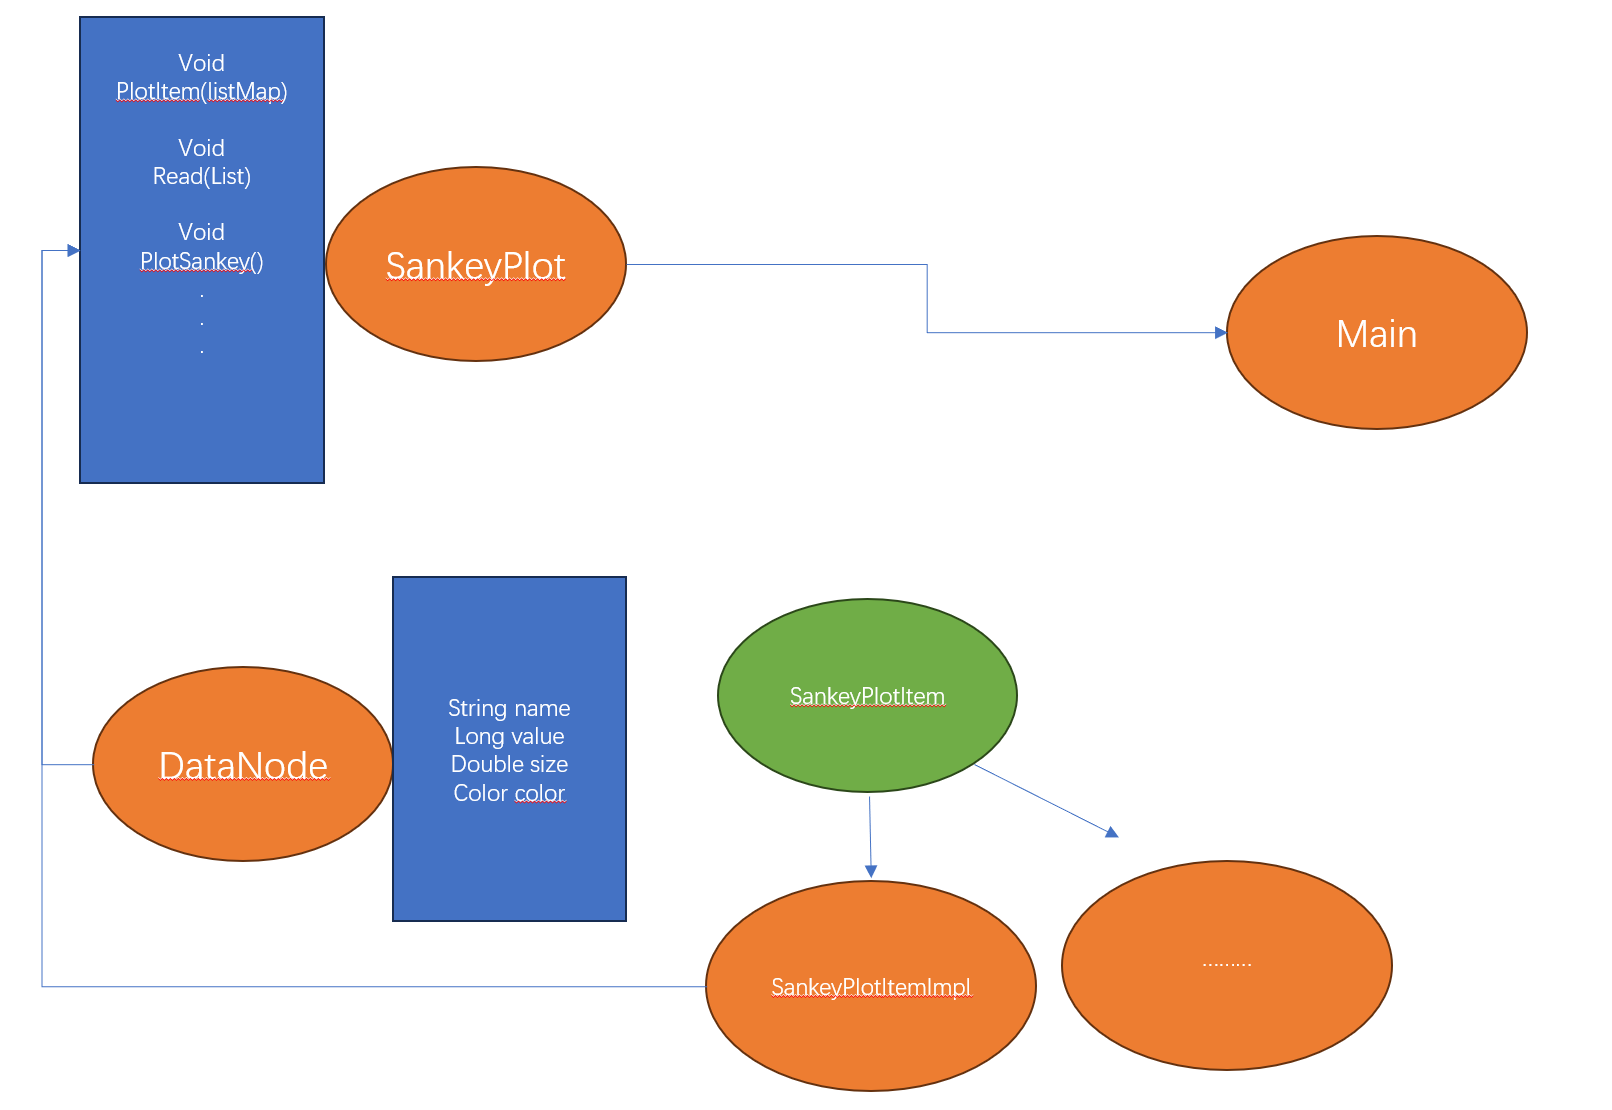 Void
PlotItem(listMap)
Void
Read(List)
Void
PlotSankey()
.
.
.
SankeyPlot
Main
DataNode
String name
Long value
Double size
Color color
SankeyPlotItem
SankeyPlotItemImpl
………